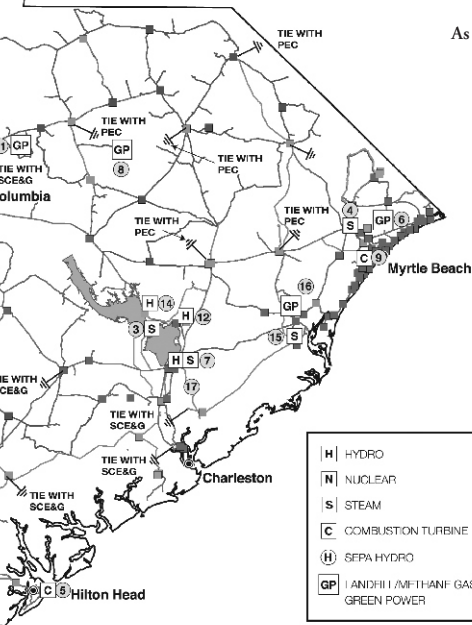 As
TIE WITH
PEC
TIE WITH
PEC
1 GP
GP
8
TIE WITH
SCE&G
olumbia
TIE WITH
PEC
TIE WITH
PEC
TIE WITH
PEC
4
S
GP 6
C 9
Myrtle Beach
H 14
16
GP
H 12
3 S
15 S
H S 7
17
TIE WITH
SCE&G
TIE WITH
SCE&G
TIE WITH
SCE&G
Charleston
TIE WITH
SCE&G
C 5 Hilton Head
H HYDRO
N NUCLEAR
S STEAM
C COMBUSTION TURBINE
H SEPA HYDRO
GP LANDFILL/METHANE GAS
GREEN POWER